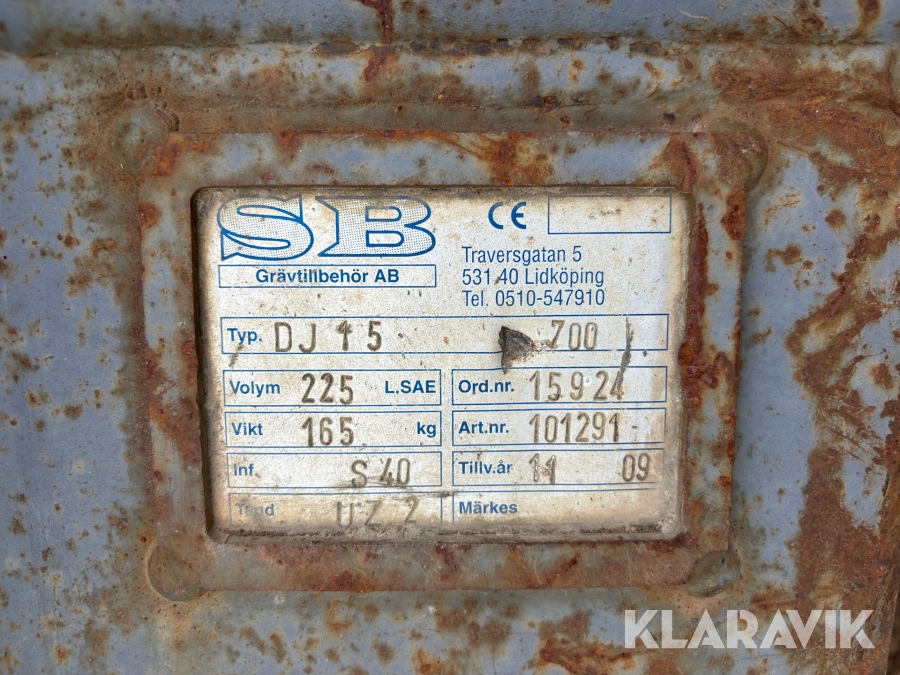 SB
Grävtillbehör AB
CE
Traversgatan 5
531 40 Lidköping
Tel. 0510-547910
Typ. DJ 15 700
Volym 225 L.SAE
Ord.nr. 15924
Vikt 165 kg
Art.nr. 101291-
Inf. S 40
Tillv.år 11 09
Tand UZ 2
Märkes
KLARAVIK